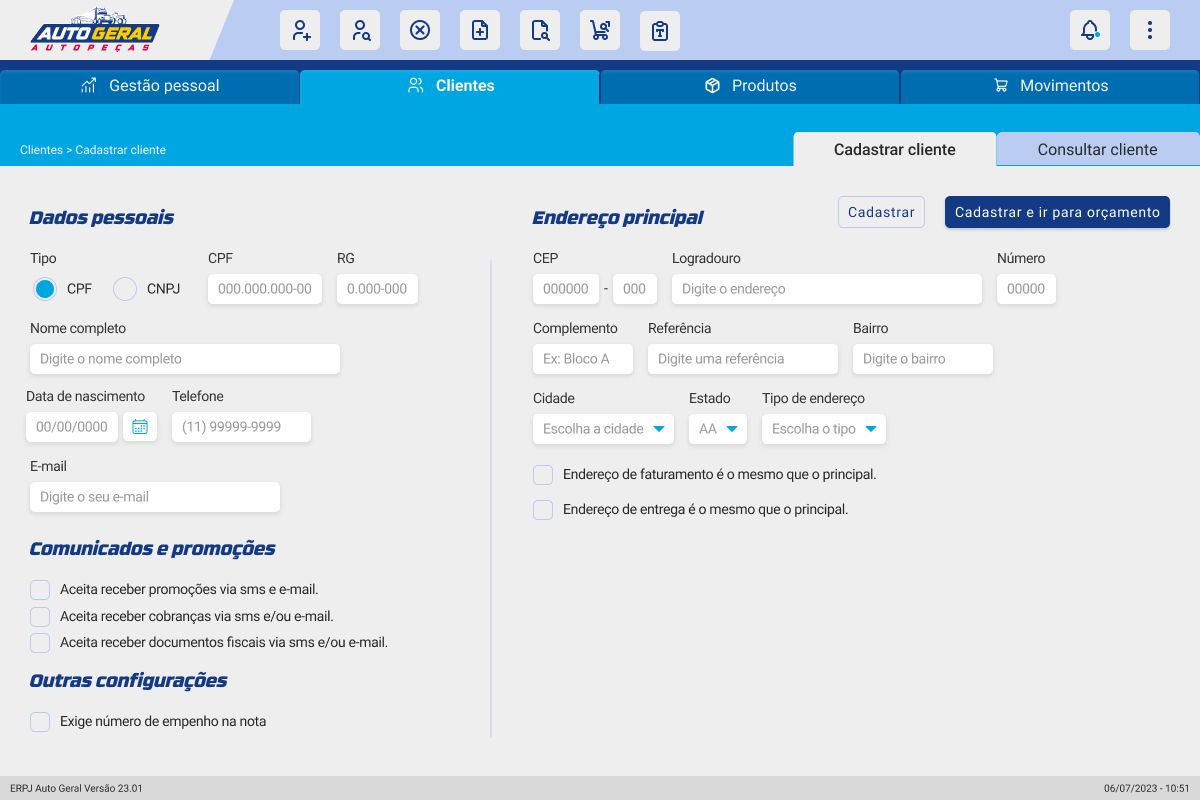 AUTO GERAL
AUTOPEÇAS
Gestão pessoal
Clientes
Produtos
Movimentos
Clientes > Cadastrar cliente
Cadastrar cliente
Consultar cliente
Dados pessoais
Tipo
CPF
RG
CPF
CNPJ
000.000.000-00
0.000-000
Nome completo
Digite o nome completo
Data de nascimento
Telefone
00/00/0000
(11) 99999-9999
E-mail
Digite o seu e-mail
Comunicados e promoções
Aceita receber promoções via sms e e-mail.
Aceita receber cobranças via sms e/ou e-mail.
Aceita receber documentos fiscais via sms e/ou e-mail.
Outras configurações
Exige número de empenho na nota
Endereço principal
Cadastrar
Cadastrar e ir para orçamento
CEP
Logradouro
Número
000000 - 000
Digite o endereço
00000
Complemento
Referência
Bairro
Ex: Bloco A
Digite uma referência
Digite o bairro
Cidade
Estado
Tipo de endereço
Escolha a cidade
AA
Escolha o tipo
Endereço de faturamento é o mesmo que o principal.
Endereço de entrega é o mesmo que o principal.
ERPJ Auto Geral Versão 23.01
06/07/2023 - 10:51